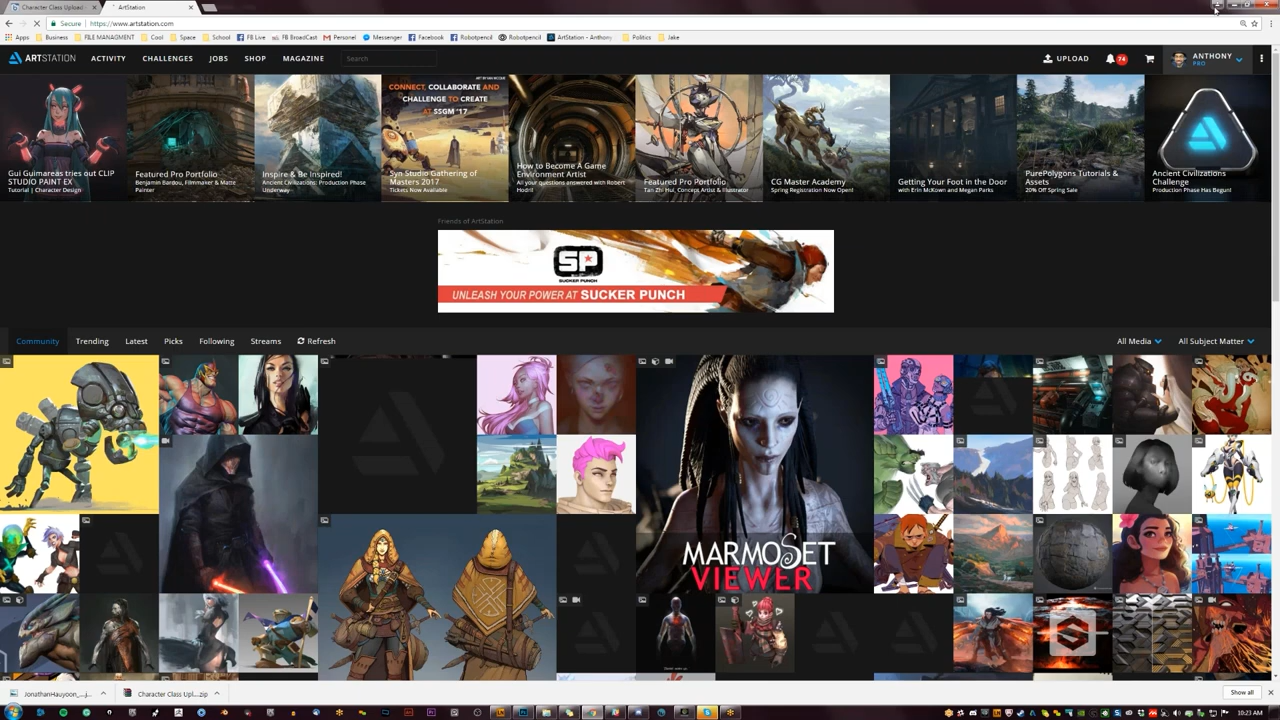 Character Class Upload
ArtStation
Secure
https://www.artstation.com
Apps
Business
FILE MANAGMENT
Cool
Space
School
FB Live
FB BroadCast
Personel
Messenger
Facebook
Robotpencil
Robotpencil
ArtStation - Anthony
Politics
Jake
ARTSTATION
ACTIVITY
CHALLENGES
JOBS
SHOP
MAGAZINE
Search
UPLOAD
74
ANTHONY
PRO
Gui Guimaraes tries out CLIP
STUDIO PAINT EX
Tutorial | Character Design
Featured Pro Portfolio
Benjamin Bardou, Filmmaker & Matte
Painter
Inspire & Be Inspired!
Ancient Civilizations: Production Phase
Underway
CONNECT, COLLABORATE AND
CHALLENGE TO CREATE
AT SSGM '17
Syn Studio Gathering of
Masters 2017
Tickets Now Available
How to Become A Game
Environment Artist
All your questions answered with Robert
Hodri!
Featured Pro Portfolio
Tan Zhi Hui, Concept Artist & Illustrator
CG Master Academy
Spring Registration Now Open!
Getting Your Foot in the Door
with Erin McKown and Megan Parks
PurePolygons Tutorials &
Assets
20% Off Spring Sale
Ancient Civilizations
Challenge
Production Phase Has Begun!
Friends of ArtStation
SP
SUCKER PUNCH
UNLEASH YOUR POWER AT SUCKER PUNCH
Community
Trending
Latest
Picks
Following
Streams
Refresh
All Media
All Subject Matter
MARMOSET
VIEWER
JonathanHauyoon_...j...
Character Class Upl....zip
Show all
10:23 AM